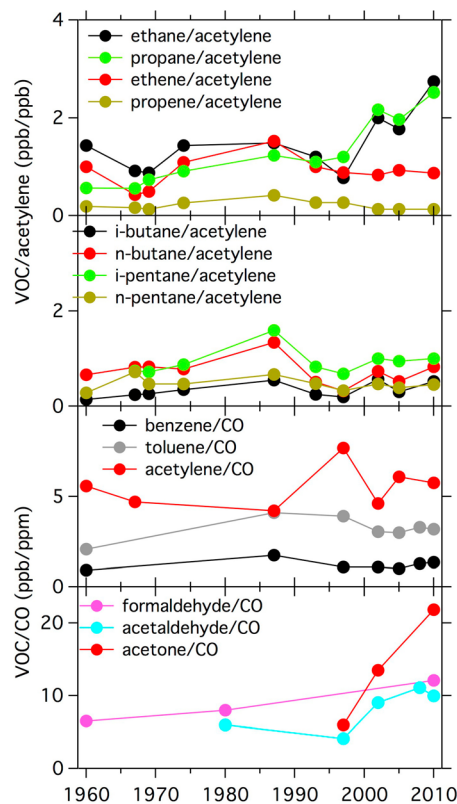 4
ethane/acetylene
propane/acetylene
ethene/acetylene
propene/acetylene
2
0
VOC/acetylene (ppb/ppb)
i-butane/acetylene
n-butane/acetylene
i-pentane/acetylene
n-pentane/acetylene
2
0
benzene/CO
toluene/CO
acetylene/CO
5
0
VOC/CO (ppb/ppm)
formaldehyde/CO
acetaldehyde/CO
acetone/CO
20
10
0
1960 1970 1980 1990 2000 2010